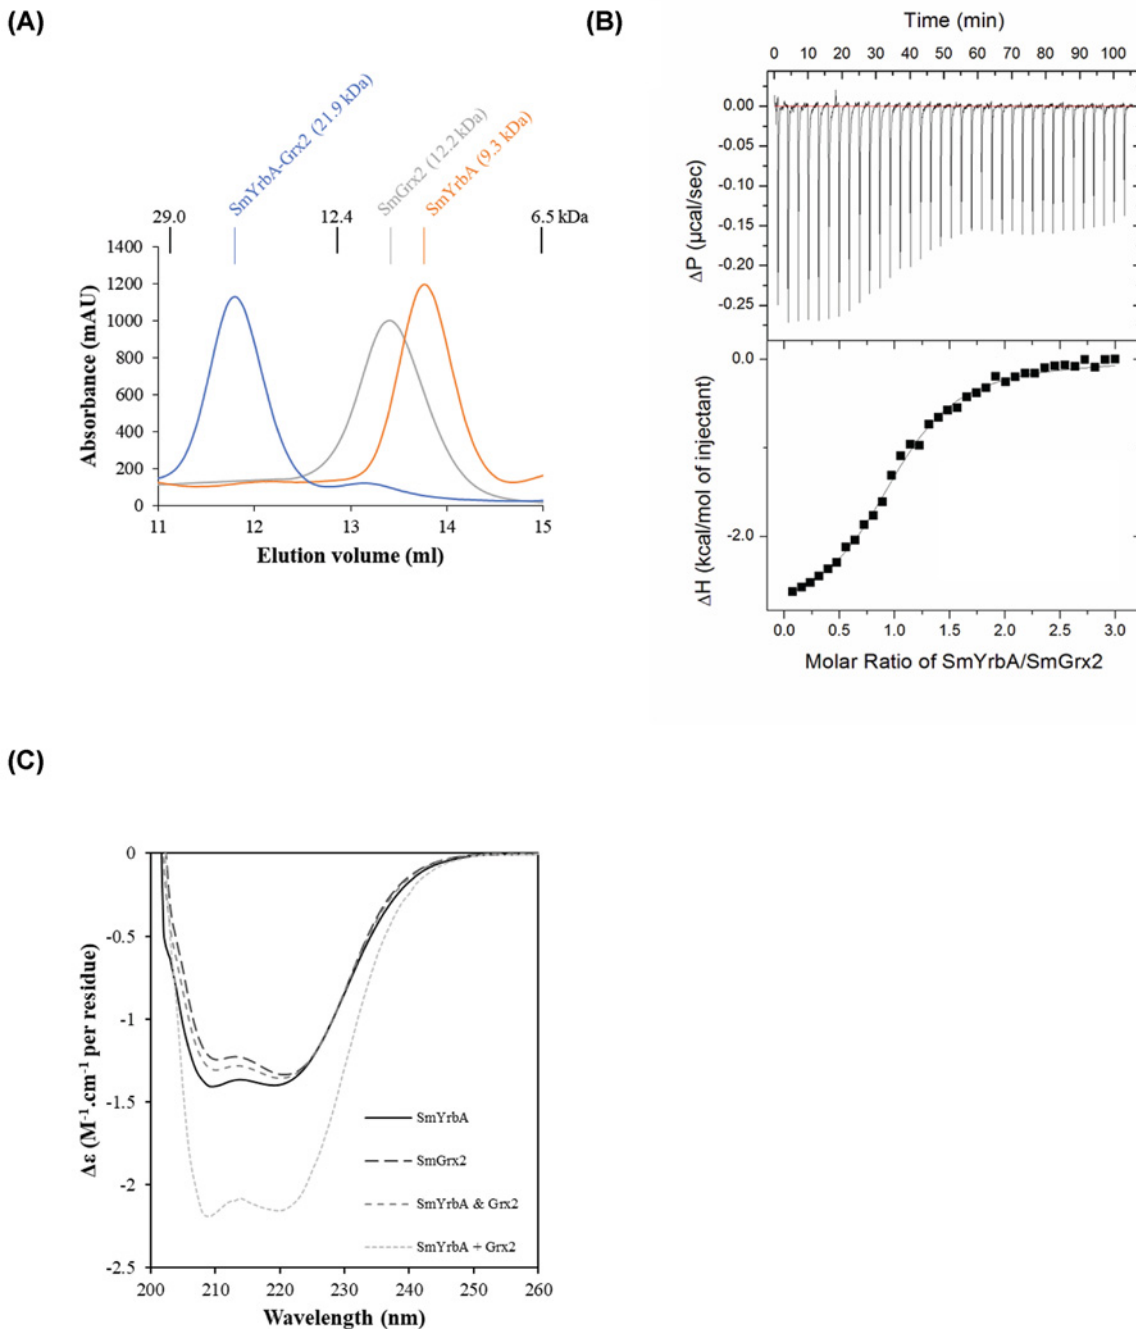 (A)
SmYrbA-Grx2 (21.9 kDa)
SmGrx2 (12.2 kDa)
SmYrbA (9.3 kDa)
29.0 12.4 6.5 kDa
1400
1200
1000
800
600
400
200
0
Absorbance (mAU)
11 12 13 14 15
Elution volume (ml)
(B)
Time (min)
0 10 20 30 40 50 60 70 80 90 100
0.00
-0.05
-0.10
-0.15
-0.20
-0.25
ΔP (µcal/sec)
0.0
-2.0
ΔH (kcal/mol of injectant)
0.0 0.5 1.0 1.5 2.0 2.5 3.0
Molar Ratio of SmYrbA/SmGrx2
(C)
0
-0.5
-1
-1.5
-2
-2.5
Δε (M⁻¹.cm⁻¹ per residue)
SmYrbA
SmGrx2
SmYrbA & Grx2
SmYrbA + Grx2
200 210 220 230 240 250 260
Wavelength (nm)